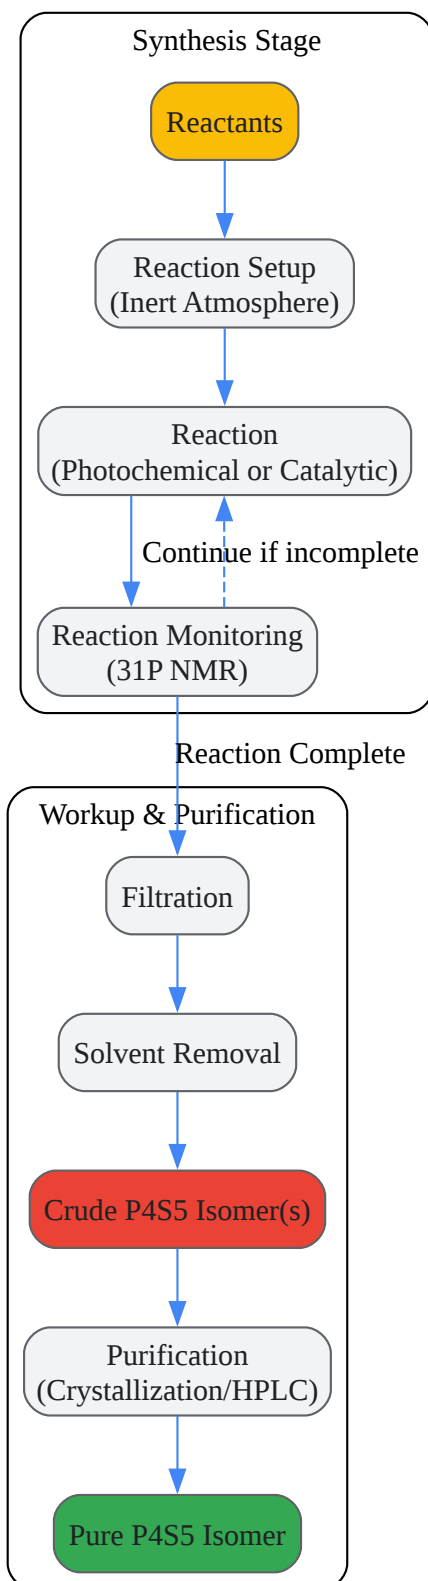 Synthesis Stage
Reactants
Reaction Setup
(Inert Atmosphere)
Reaction
(Photochemical or Catalytic)
Continue if incomplete
Reaction Monitoring
(31P NMR)
Reaction Complete
Workup & Purification
Filtration
Solvent Removal
Crude P4S5 Isomer(s)
Purification
(Crystallization/HPLC)
Pure P4S5 Isomer